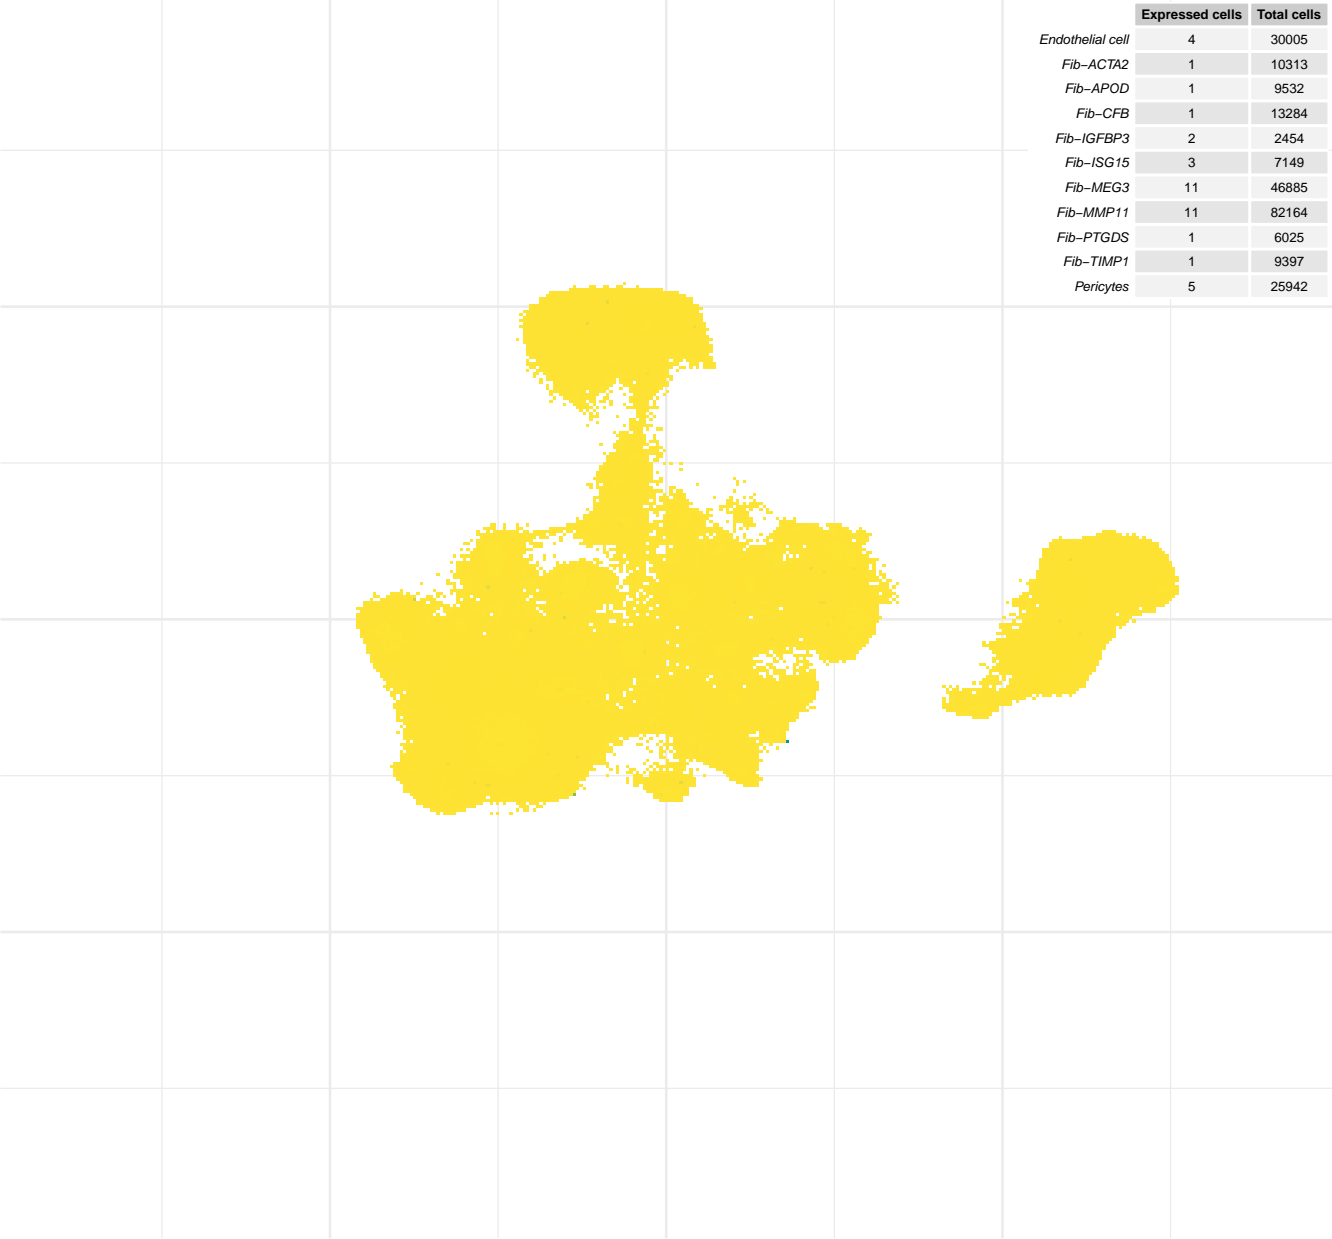 Expressed cells Total cells
Endothelial cell 4 30005
Fib−ACTA2 1 10313
Fib−APOD 1 9532
Fib−CFB 1 13284
Fib−IGFBP3 2 2454
Fib−ISG15 3 7149
Fib−MEG3 11 46885
Fib−MMP11 11 82164
Fib−PTGDS 1 6025
Fib−TIMP1 1 9397
Pericytes 5 25942